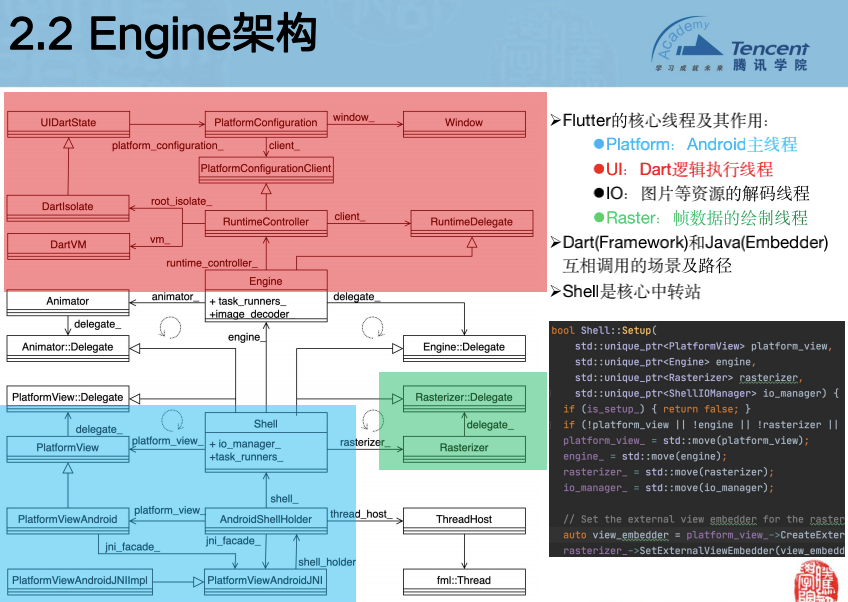 2.2 Engine架构
Academy
学习成就未来
Tencent
腾讯学院
UIDartState
PlatformConfiguration
window_
Window
platform_configuration_
client_
PlatformConfigurationClient
DartIsolate
root_isolate_
RuntimeController
client_
RuntimeDelegate
DartVM
vm_
runtime_controller_
Engine
+ task_runners_
+image_decoder
Animator
animator_
delegate_
delegate_
engine_
Animator::Delegate
Engine::Delegate
PlatformView::Delegate
Rasterizer::Delegate
Shell
+ io_manager_
+task_runners_
delegate_
platform_view_
rasterizer_
delegate_
PlatformView
Rasterizer
shell_
PlatformViewAndroid
platform_view_
AndroidShellHolder
thread_host_
ThreadHost
jni_facade_
jni_facade_
shell_holder
PlatformViewAndroidJNIImpl
PlatformViewAndroidJNI
fml::Thread
➢Flutter的核心线程及其作用：
●Platform：Android主线程
●UI：Dart逻辑执行线程
●IO：图片等资源的解码线程
●Raster：帧数据的绘制线程
➢Dart(Framework)和Java(Embedder)
互相调用的场景及路径
➢Shell是核心中转站
bool Shell::Setup(
std::unique_ptr<PlatformView> platform_view,
std::unique_ptr<Engine> engine,
std::unique_ptr<Rasterizer> rasterizer,
std::unique_ptr<ShellIOManager> io_manager) {
if (is_setup_) { return false; }
if (!platform_view || !engine || !rasterizer ||
platform_view_ = std::move(platform_view);
engine_ = std::move(engine);
rasterizer_ = std::move(rasterizer);
io_manager_ = std::move(io_manager);
// Set the external view embedder for the raster
auto view_embedder = platform_view_->CreateExter
rasterizer_->SetExternalViewEmbedder(view_embedd